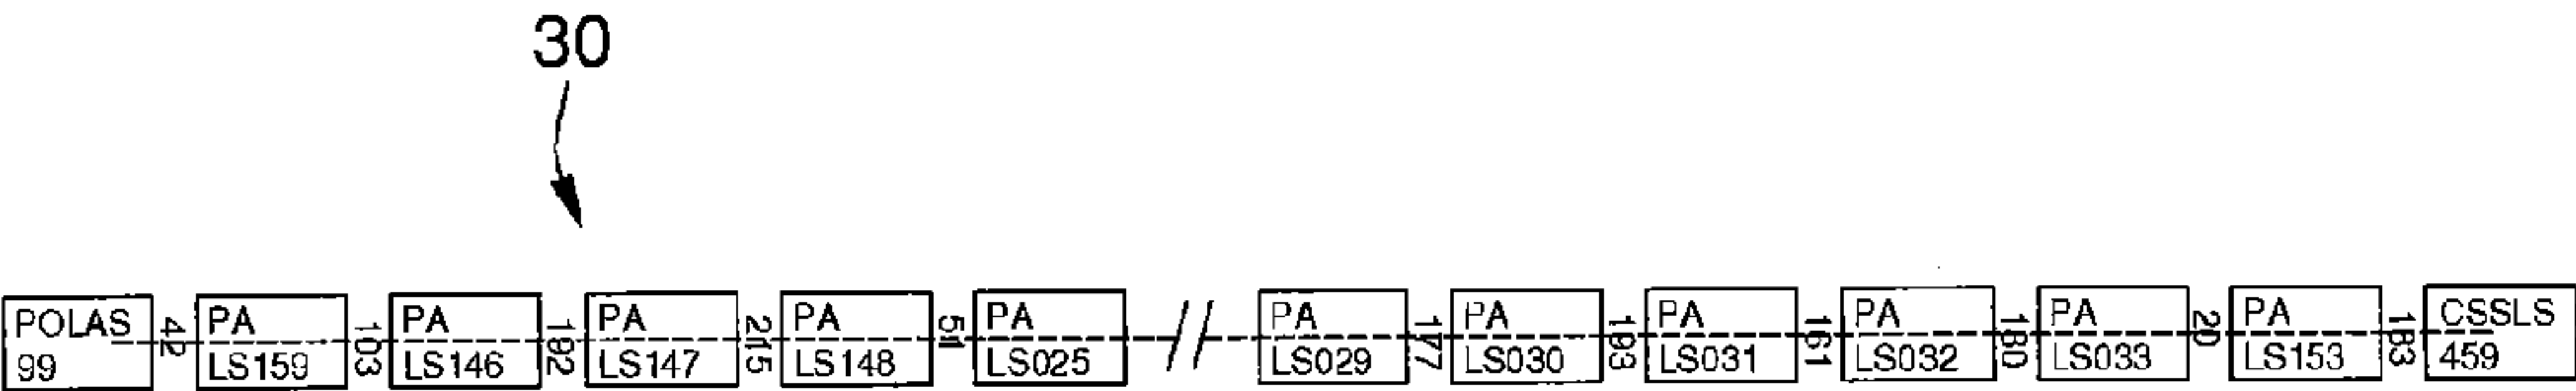 30
POLAS
99
42
PA
LS159
103
PA
LS146
192
PA
LS147
215
PA
LS148
51
PA
LS025
PA
LS029
177
PA
LS030
193
PA
LS031
161
PA
LS032
180
PA
LS033
20
PA
LS153
183
CSSLS
459